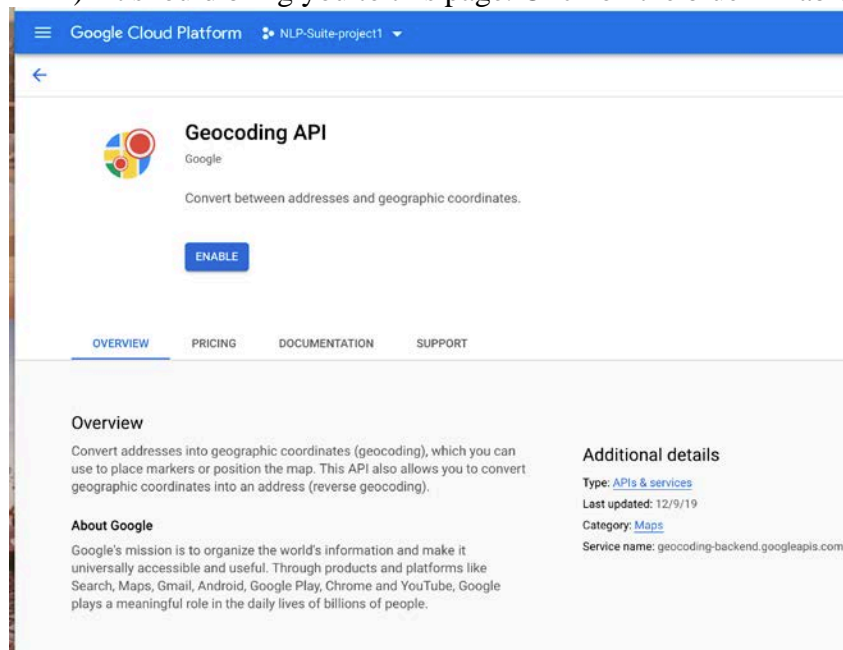 Google Cloud Platform NLP-Suite-project1
Geocoding API
Google
Convert between addresses and geographic coordinates.
ENABLE
OVERVIEW PRICING DOCUMENTATION SUPPORT
Overview
Convert addresses into geographic coordinates (geocoding), which you can
use to place markers or position the map. This API also allows you to convert
geographic coordinates into an address (reverse geocoding).
About Google
Google's mission is to organize the world's information and make it
universally accessible and useful. Through products and platforms like
Search, Maps, Gmail, Android, Google Play, Chrome and YouTube, Google
plays a meaningful role in the daily lives of billions of people.
Additional details
Type: APIs & services
Last updated: 12/9/19
Category: Maps
Service name: geocoding-backend.googleapis.com